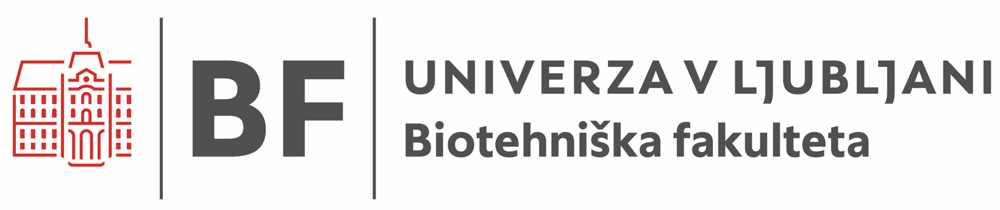 BF
UNIVERZA V LJUBLJANI
Biotehniška fakulteta